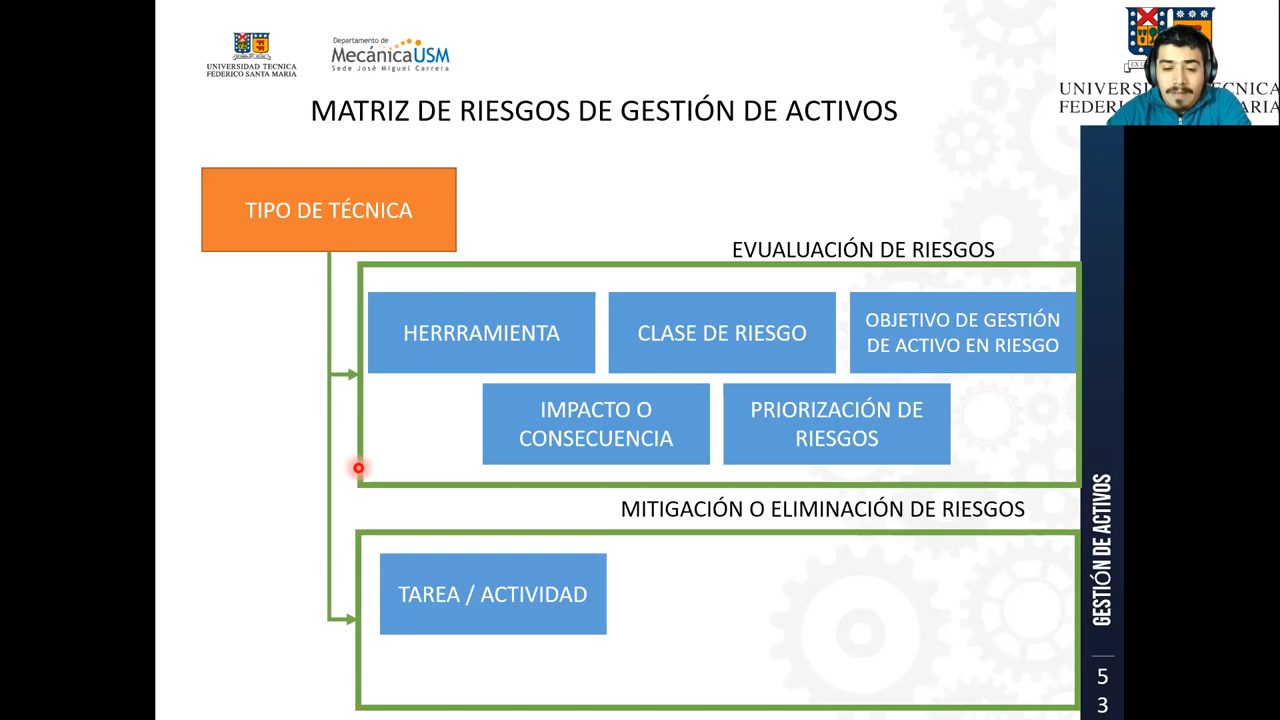 UNIVERSIDAD TECNICA
FEDERICO SANTA MARIA
Departamento de
MecánicaUSM
Sede José Miguel Carrera
MATRIZ DE RIESGOS DE GESTIÓN DE ACTIVOS
TIPO DE TÉCNICA
EVUALUACIÓN DE RIESGOS
HERRRAMIENTA
CLASE DE RIESGO
OBJETIVO DE GESTIÓN
DE ACTIVO EN RIESGO
IMPACTO O
CONSECUENCIA
PRIORIZACIÓN DE
RIESGOS
MITIGACIÓN O ELIMINACIÓN DE RIESGOS
TAREA / ACTIVIDAD
GESTIÓN DE ACTIVOS
5
3